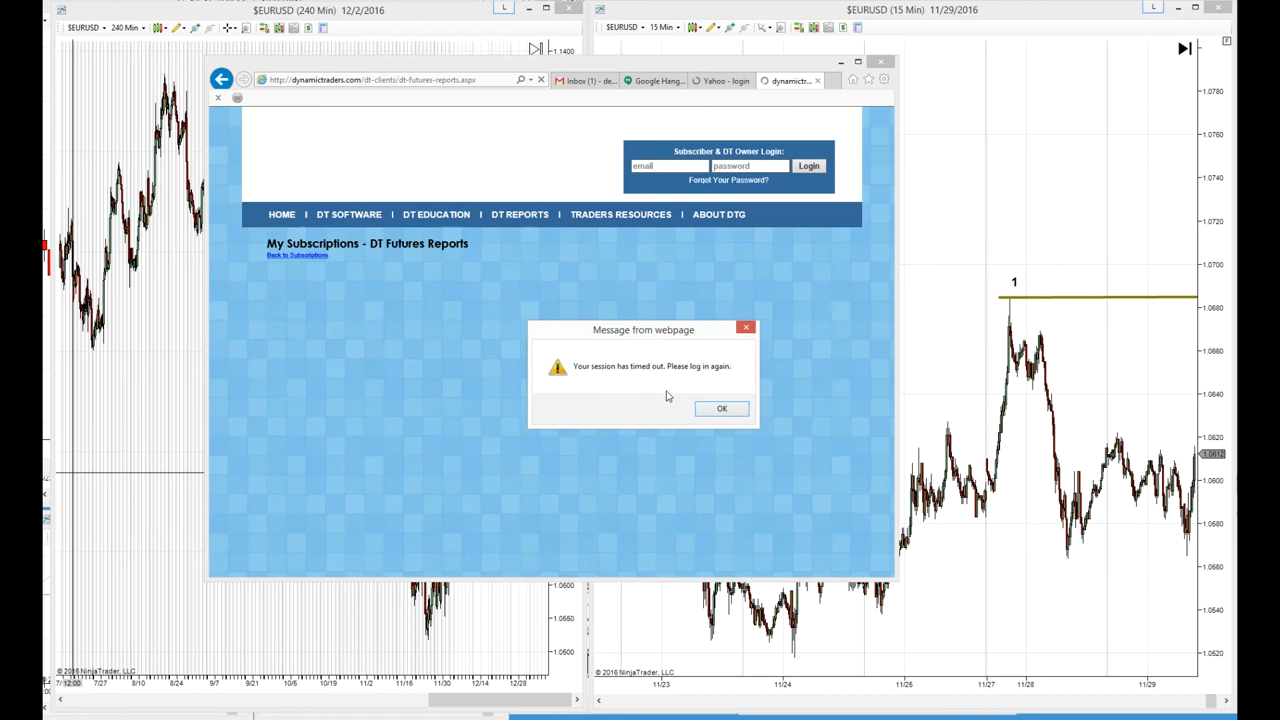 $EURUSD (240 Min) 12/2/2016
$EURUSD (15 Min) 11/29/2016
$EURUSD 240 Min
$EURUSD 15 Min
L
L
F
http://dynamictraders.com/dt-clients/dt-futures-reports.aspx
Inbox (1) - de...
Google Hang...
Yahoo - login
dynamictr...
Subscriber & DT Owner Login:
email password Login
Forgot Your Password?
HOME I DT SOFTWARE I DT EDUCATION I DT REPORTS I TRADERS RESOURCES I ABOUT DTG
My Subscriptions - DT Futures Reports
Back to Subscriptions
Message from webpage
Your session has timed out. Please log in again.
OK
1.1400
1.0600
1.0550
1.0500
1
1.0780
1.0760
1.0740
1.0720
1.0700
1.0680
1.0660
1.0640
1.0620
1.0612
1.0600
1.0580
1.0560
1.0540
1.0520
© 2016 NinjaTrader, LLC
© 2016 NinjaTrader, LLC
7/ 12:00 7/27 8/10 8/24 9/7 9/21 10/6 10/19 11/2 11/16 11/30 12/14 12/28
11/23 11/24 11/25 11/27 11/28 11/29